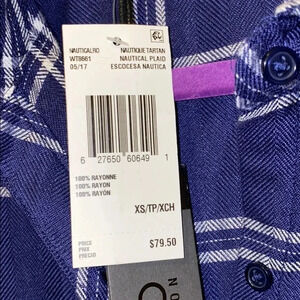 NAUTICALRO NAUTIQUETARTAN
WT8661 NAUTICAL PLAID
05/17 ESCOCESA NAUTICA
6 27650 60649 1
100% RAYONNE
100% RAYON
100% RAYÓN
XS/TP/XCH
PRICE
PRIX
PRECIO
$79.50